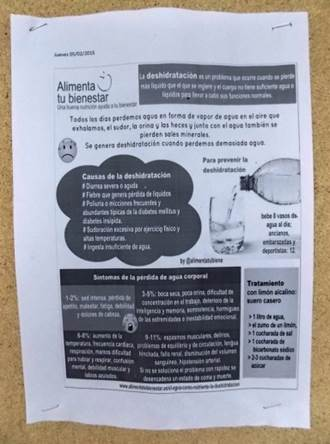 Jueves 05/02/2015
Alimenta
tu bienestar
Una buena nutrición ayuda a tu bienestar
La deshidratación es un problema que ocurre cuando se pierde
más líquido que el que se ingiere y el cuerpo no tiene suficiente agua o
líquidos para llevar a cabo sus funciones normales.
Todos los días perdemos agua en forma de vapor de agua en el aire que
exhalamos, el sudor, la orina y las heces y junto con el agua también se
pierden sales minerales.
Se genera deshidratación cuando perdemos demasiada agua.
Para prevenir la
deshidratación
Causas de la deshidratación
# Diarrea severa o aguda
# Fiebre que genera pérdida de líquidos
# Poliuria o micciones frecuentes y
abundantes típicas de la diabetes mellitus y
diabetes insípida.
# Sudoración excesiva por ejercicio físico y
altas temperaturas.
# Ingesta insuficiente de agua.
bebe 8 vasos de
agua al día;
ancianos,
embarazadas y
deportistas: 12
by @alimentatubiene
Síntomas de la pérdida de agua corporal
1-2%: sed intensa, pérdida de
apetito, malestar, fatiga, debilidad
y dolores de cabeza.
3-5%: boca seca, poca orina, dificultad de
concentración en el trabajo, deterioro de la
inteligencia y memoria, somnolencia, hormigueo
de las extremidades e inestabilidad emocional.
6-8%: aumento de la
temperatura, frecuencia cardíaca,
respiración, mareos dificultad
para hablar y respirar, confusión
mental, debilidad muscular y
labios azulados.
9-11%: espasmos musculares, delirios,
problemas de equilibrio y de circulación, lengua
hinchada, fallo renal, disminución del volumen
sanguíneo, hipotensión arterial.
Si no se soluciona el problema con rapidez se
desencadena un estado de coma y muerte.
Tratamiento
con limón alcalino:
suero casero
> 1 litro de agua,
> el zumo de un limón,
> 1 cucharada de sal
> 1 cucharada de
bicarbonato sódico
> 2-3 cucharadas de
azúcar